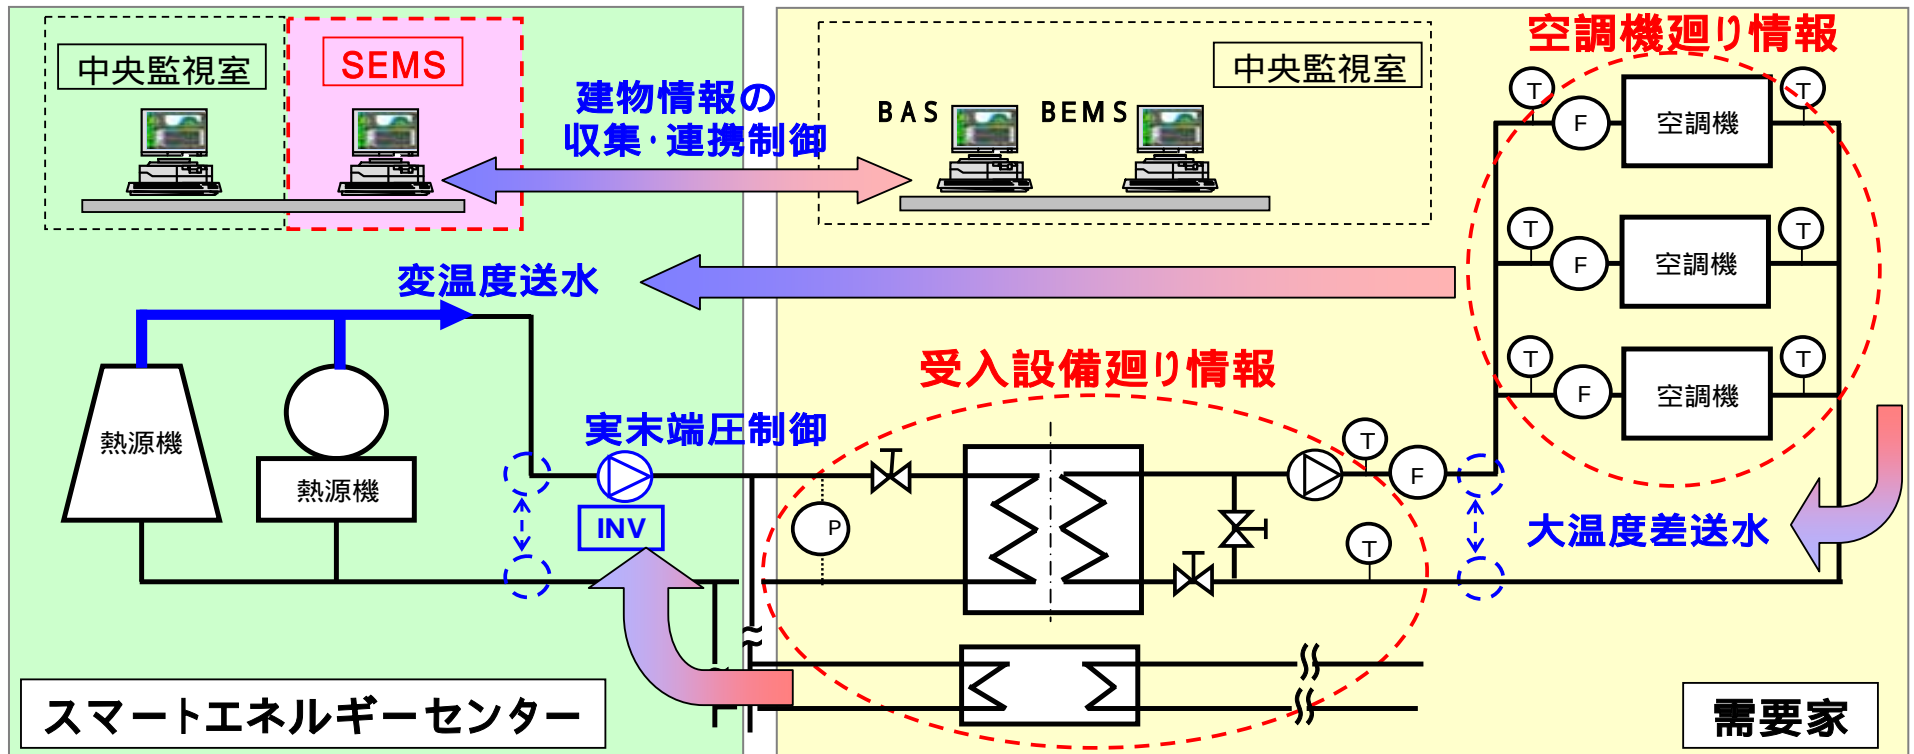 空調機廻り情報
中央監視室
SEMS
中央監視室
建物情報の
収集・連携制御
BAS
BEMS
T
T
F
空調機
T
T
F
空調機
T
T
F
空調機
変温度送水
受入設備廻り情報
実末端圧制御
熱源機
熱源機
INV
P
T
F
T
大温度差送水
スマートエネルギーセンター
需要家